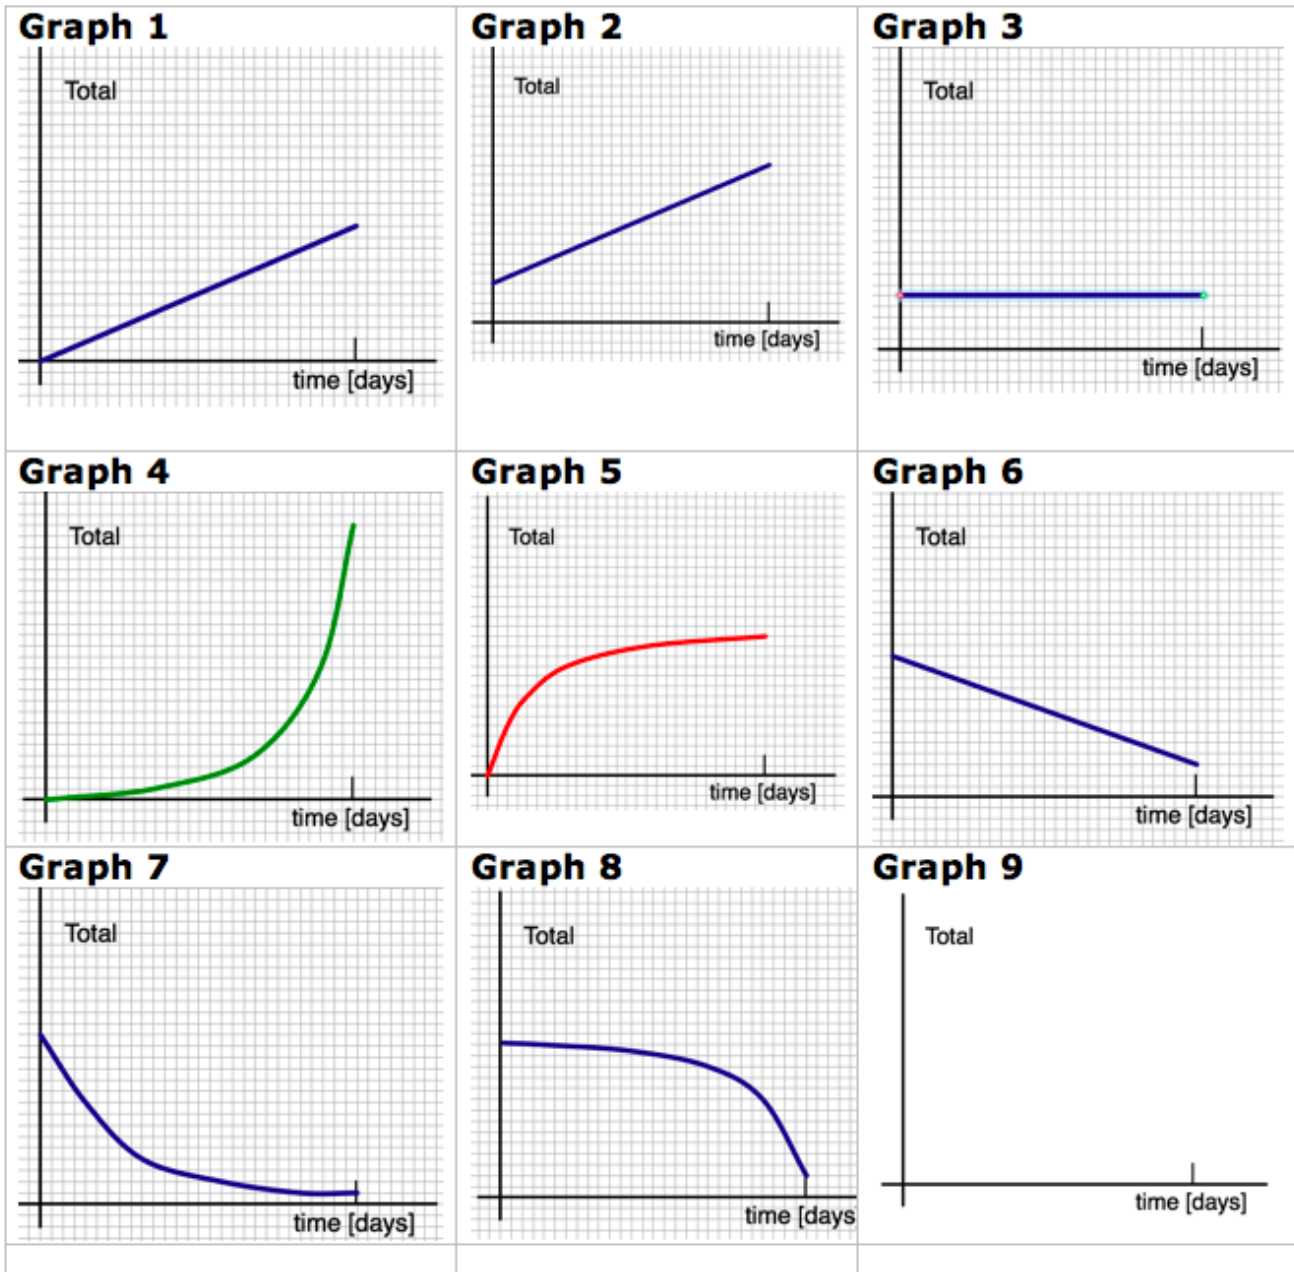 Graph 1
Total
time [days]
Graph 2
Total
time [days]
Graph 3
Total
time [days]
Graph 4
Total
time [days]
Graph 5
Total
time [days]
Graph 6
Total
time [days]
Graph 7
Total
time [days]
Graph 8
Total
time [days
Graph 9
Total
time [days]